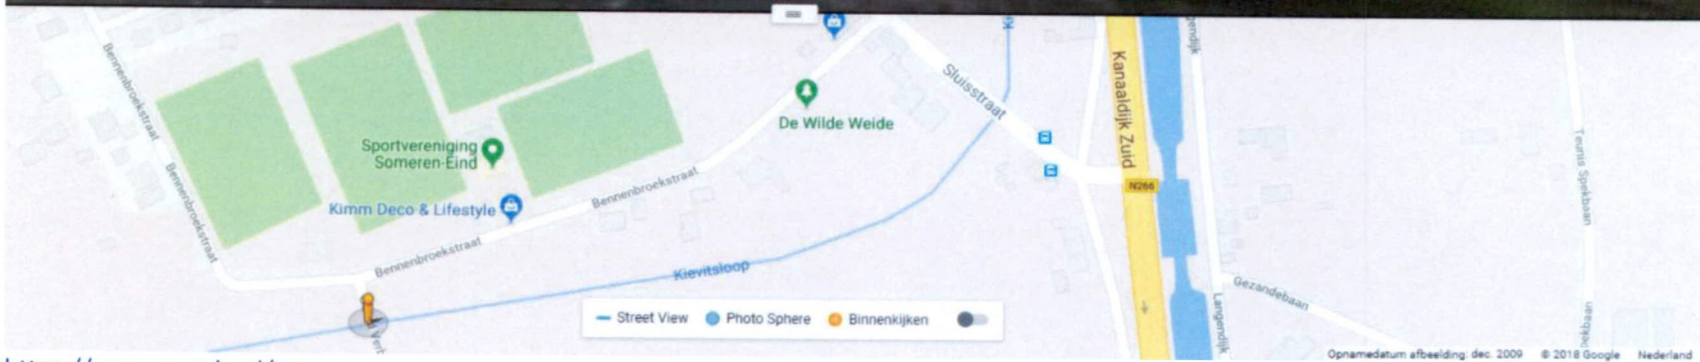 Bennenbroekstraat
Bennenbroekstraat
Sportvereniging
Someren-Eind
Kimm Deco & Lifestyle
Bennenbroekstraat
Bennenbroekstraat
De Wilde Weide
Sluisstraat
Kanaaldijk Zuid
N266
Kievitsloop
Gezandebaan
Langendijk
Teunis Spekbaan
Street View
Photo Sphere
Binnenkijken
Opnamedatum afbeelding: dec. 2009 © 2018 Google Nederland